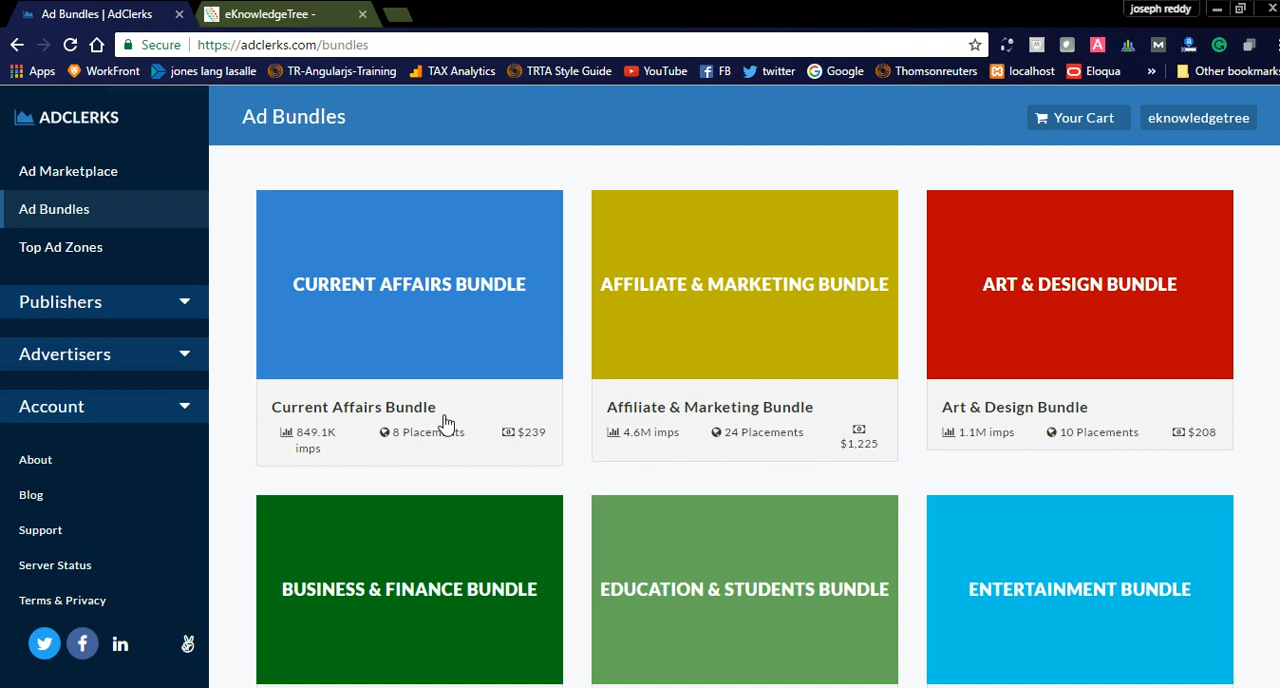 Ad Bundles | AdClerks
eKnowledgeTree -
joseph reddy
Secure
https://adclerks.com/bundles
Apps
WorkFront
jones lang lasalle
TR-Angularjs-Training
TAX Analytics
TRTA Style Guide
YouTube
FB
twitter
Google
Thomsonreuters
localhost
Eloqua
»
Other bookmarks
ADCLERKS
Ad Marketplace
Ad Bundles
Top Ad Zones
Publishers
Advertisers
Account
About
Blog
Support
Server Status
Terms & Privacy
Ad Bundles
Your Cart
eknowledgetree
CURRENT AFFAIRS BUNDLE
Current Affairs Bundle
849.1K
imps
8 Placements
$239
AFFILIATE & MARKETING BUNDLE
Affiliate & Marketing Bundle
4.6M imps
24 Placements
$1,225
ART & DESIGN BUNDLE
Art & Design Bundle
1.1M imps
10 Placements
$208
BUSINESS & FINANCE BUNDLE
EDUCATION & STUDENTS BUNDLE
ENTERTAINMENT BUNDLE